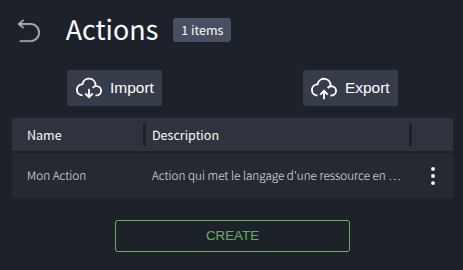 Actions 1 items
Import Export
Name Description
Mon Action Action qui met le langage d'une ressource en ...
CREATE